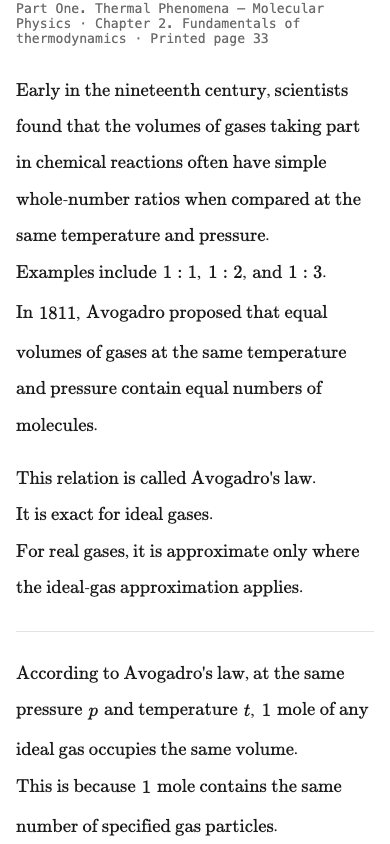 Part One. Thermal Phenomena — Molecular
Physics · Chapter 2. Fundamentals of
thermodynamics · Printed page 33
Early in the nineteenth century, scientists
found that the volumes of gases taking part
in chemical reactions often have simple
whole-number ratios when compared at the
same temperature and pressure.
Examples include 1 : 1, 1 : 2, and 1 : 3.
In 1811, Avogadro proposed that equal
volumes of gases at the same temperature
and pressure contain equal numbers of
molecules.
This relation is called Avogadro's law.
It is exact for ideal gases.
For real gases, it is approximate only where
the ideal-gas approximation applies.
According to Avogadro's law, at the same
pressure p and temperature t, 1 mole of any
ideal gas occupies the same volume.
This is because 1 mole contains the same
number of specified gas particles.